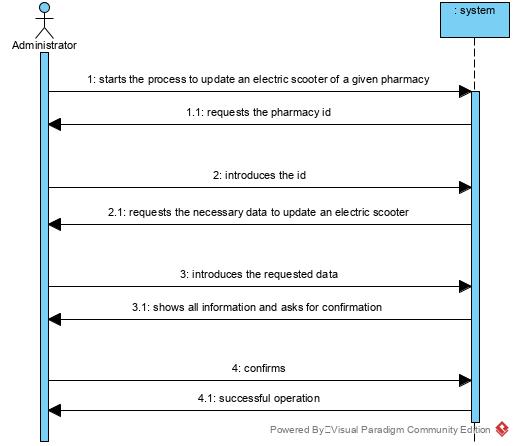 : system
Administrator
1: starts the process to update an electric scooter of a given pharmacy
1.1: requests the pharmacy id
2: introduces the id
2.1: requests the necessary data to update an electric scooter
3: introduces the requested data
3.1: shows all information and asks for confirmation
4: confirms
4.1: successful operation
Powered By Visual Paradigm Community Edition